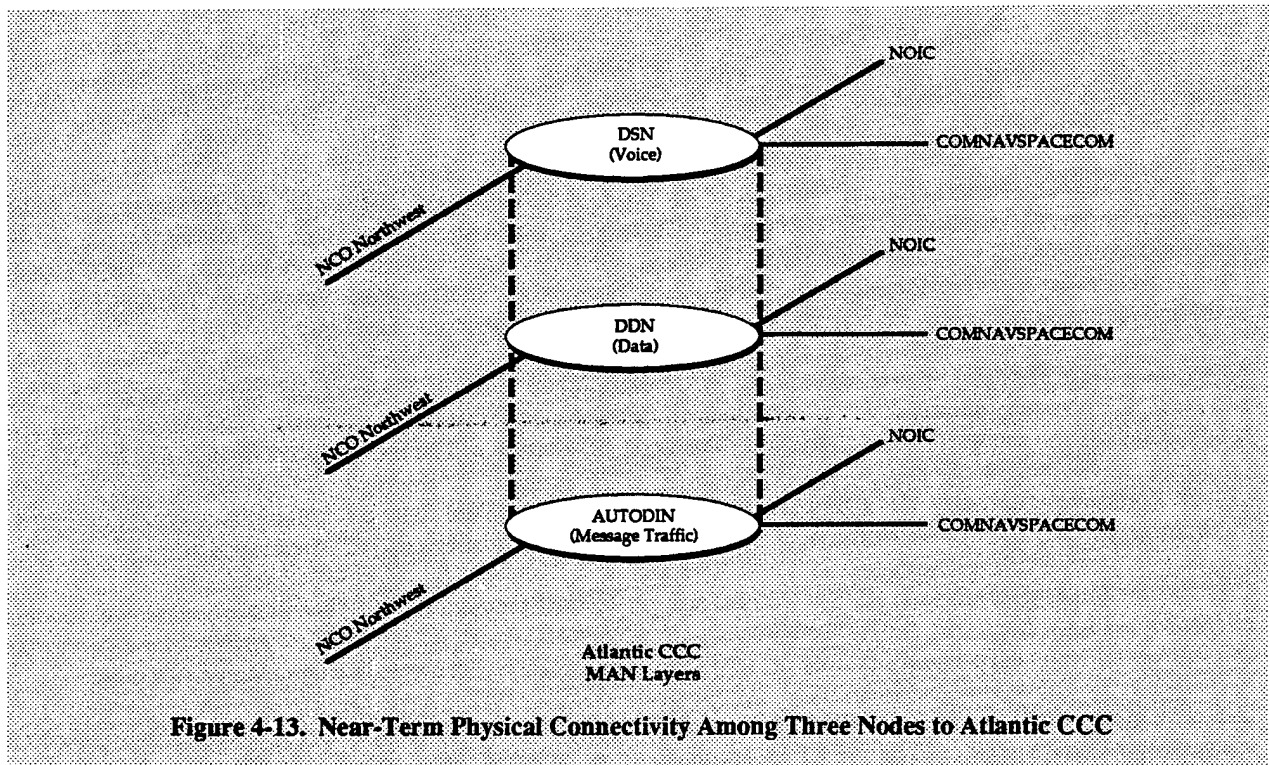 NOIC
DSN
(Voice)
COMNAVSPACECOM
NCO Northwest
NOIC
DDN
(Data)
COMNAVSPACECOM
NCO Northwest
NOIC
AUTODIN
(Message Traffic)
COMNAVSPACECOM
NCO Northwest
Atlantic CCC
MAN Layers
Figure 4-13. Near-Term Physical Connectivity Among Three Nodes to Atlantic CCC